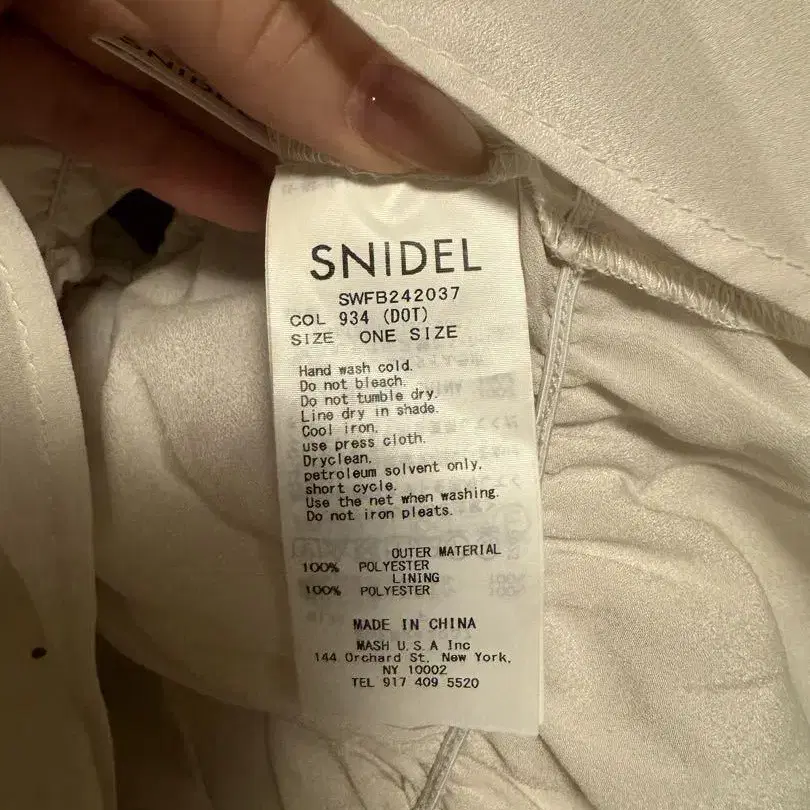 SNIDEL
SNIDEL
SWFB242037
COL 934 (DOT)
SIZE ONE SIZE
Hand wash cold.
Do not bleach.
Do not tumble dry.
Line dry in shade.
Cool iron,
use press cloth.
Dryclean,
petroleum solvent only,
short cycle.
Use the net when washing.
Do not iron pleats.
OUTER MATERIAL
100% POLYESTER
LINING
100% POLYESTER
MADE IN CHINA
MASH U.S.A Inc
144 Orchard St, New York,
NY 10002
TEL 917 409 5520